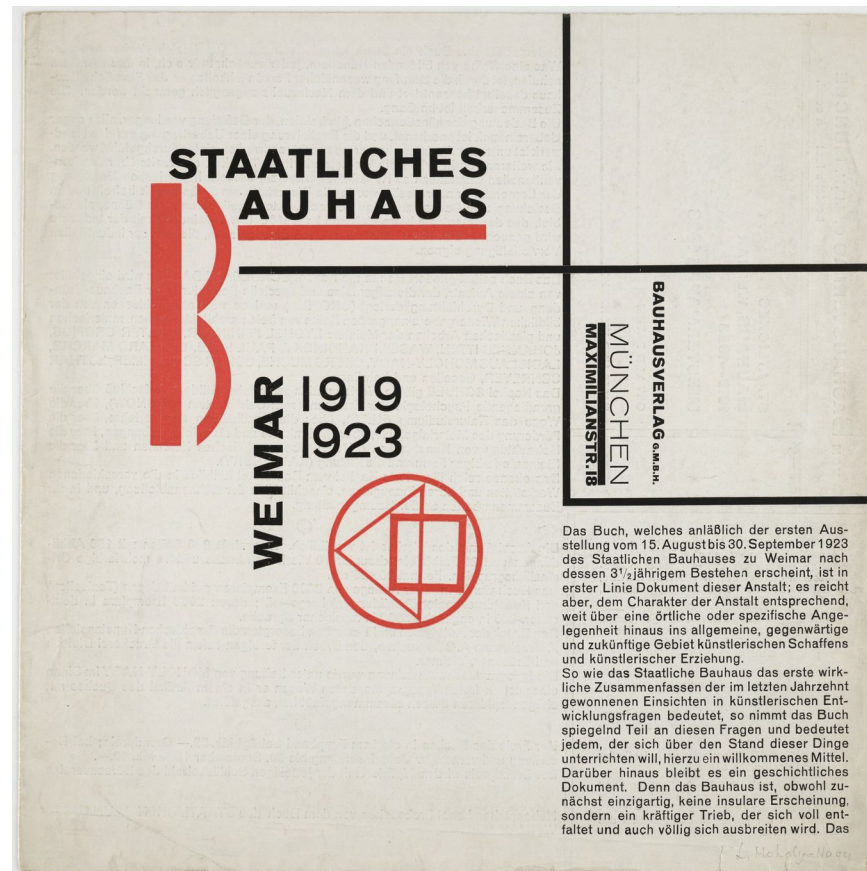 STAATLICHES
BAUHAUS
WEIMAR
1919
1923
BAUHAUSVERLAG G.M.B.H.
MÜNCHEN
MAXIMILIANSTR.18
Das Buch, welches anläßlich der ersten Aus-
stellung vom 15. August bis 30. September 1923
des Staatlichen Bauhauses zu Weimar nach
dessen 3 1/2 jährigem Bestehen erscheint, ist in
erster Linie Dokument dieser Anstalt; es reicht
aber, dem Charakter der Anstalt entsprechend,
weit über eine örtliche oder spezifische Ange-
legenheit hinaus ins allgemeine, gegenwärtige
und zukünftige Gebiet künstlerischen Schaffens
und künstlerischer Erziehung.
So wie das Staatliche Bauhaus das erste wirk-
liche Zusammenfassen der im letzten Jahrzehnt
gewonnenen Einsichten in künstlerischen Ent-
wicklungsfragen bedeutet, so nimmt das Buch
spiegelnd Teil an diesen Fragen und bedeutet
jedem, der sich über den Stand dieser Dinge
unterrichten will, hierzu ein willkommenes Mittel.
Darüber hinaus bleibt es ein geschichtliches
Dokument. Denn das Bauhaus ist, obwohl zu-
nächst einzigartig, keine insulare Erscheinung,
sondern ein kräftiger Trieb, der sich voll ent-
faltet und auch völlig sich ausbreiten wird. Das
L. Moholy-Nagy